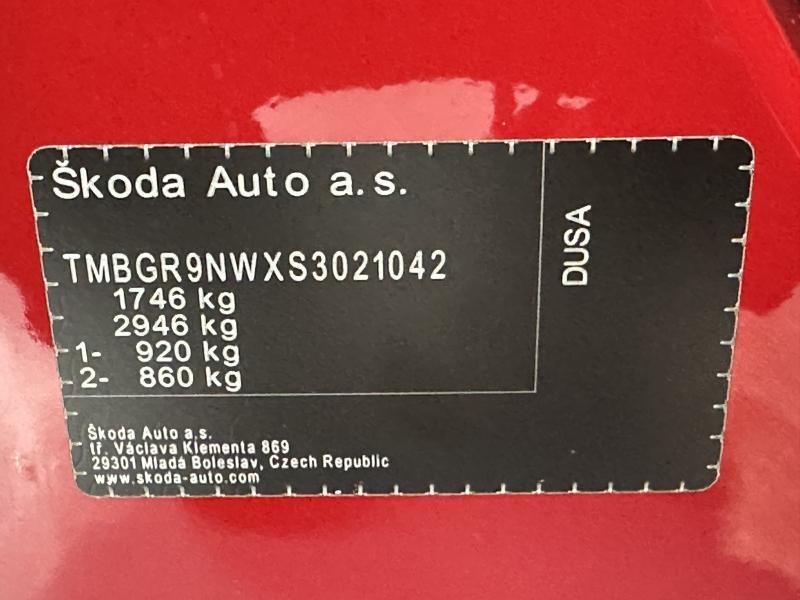 Škoda Auto a.s.
TMBGR9NWXS3021042
1746 kg
2946 kg
1- 920 kg
2- 860 kg
DUSA
Škoda Auto a.s.
tř. Václava Klementa 869
29301 Mladá Boleslav, Czech Republic
www.skoda-auto.com